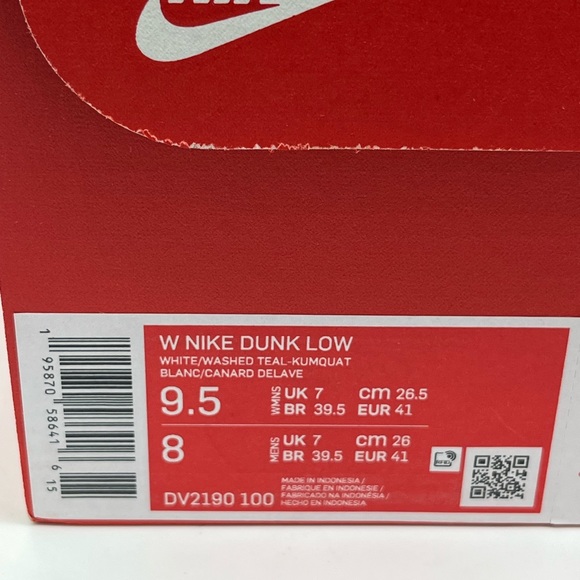 W NIKE DUNK LOW
WHITE/WASHED TEAL-KUMQUAT
BLANC/CANARD DELAVE
9.5 WMNS UK 7 CM 26.5
BR 39.5 EUR 41
8 MENS UK 7 CM 26
BR 39.5 EUR 41
DV2190 100
MADE IN INDONESIA/
FABRIQUE EN INDONESIE/
FABRICADO NA INDONÉSIA/
HECHO EN INDONESIA
RFID
1 95870 58641 6 15